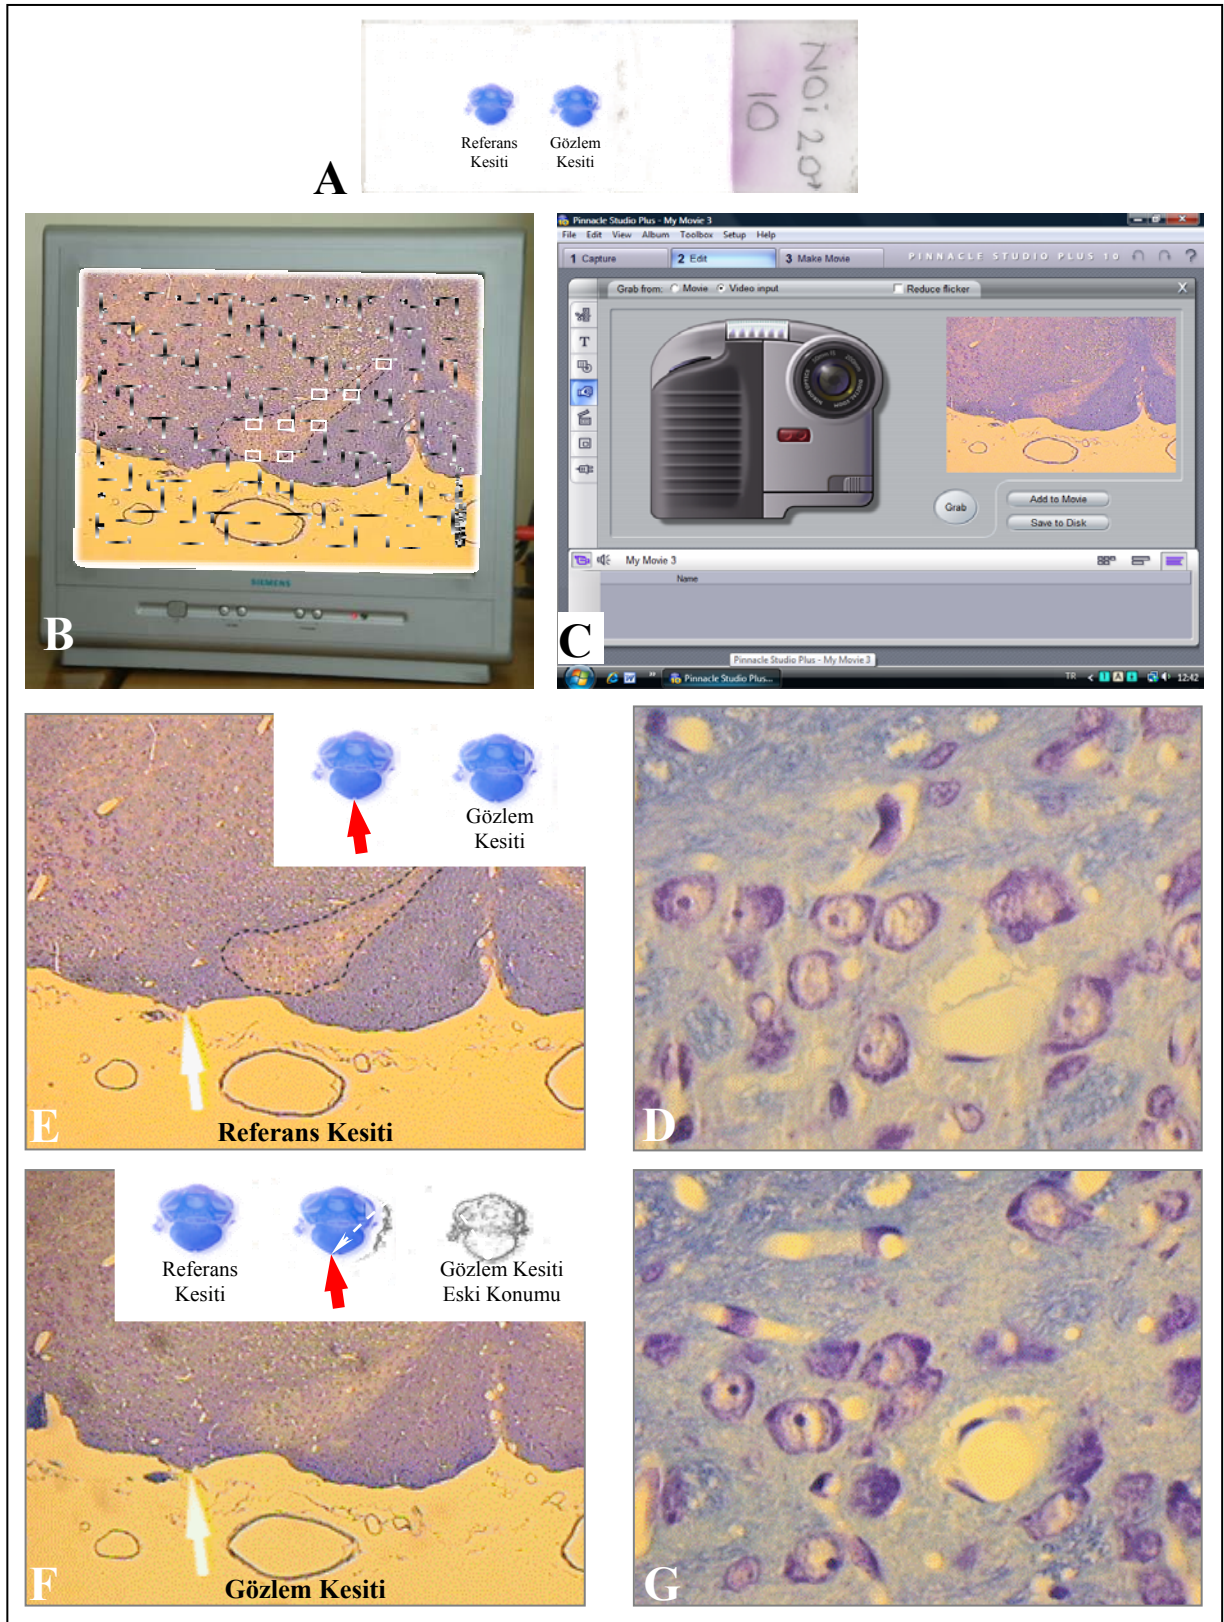 Referans
Kesiti
Gözlem
Kesiti
NOi 20
10
A
SIEMENS
B
Pinnacle Studio Plus - My Movie 3
File Edit View Album Toolbox Setup Help
1 Capture
2 Edit
3 Make Movie
PINNACLE STUDIO PLUS 10
Grab from: Movie Video input
Reduce flicker
T
Grab
Add to Movie
Save to Disk
My Movie 3
Name
C
Pinnacle Studio Plus - My Movie 3
Pinnacle Studio Plus...
TR
12:42
Gözlem
Kesiti
E
Referans Kesiti
D
Referans
Kesiti
Gözlem Kesiti
Eski Konumu
F
Gözlem Kesiti
G